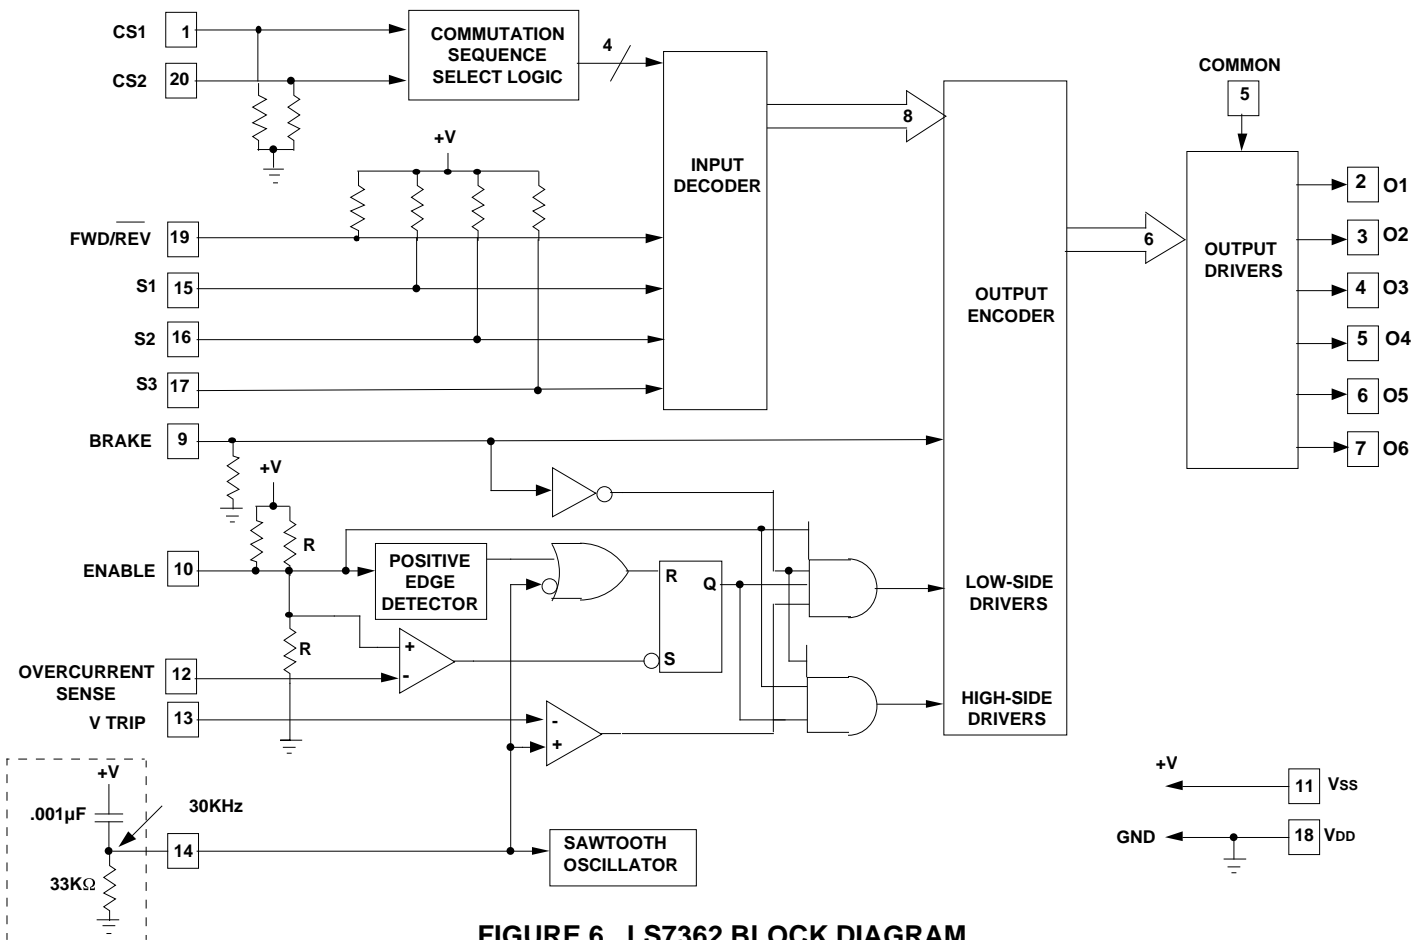 CS1 1
CS2 20
COMMUTATION
SEQUENCE
SELECT LOGIC
4
+V
FWD/REV 19
S1 15
S2 16
S3 17
INPUT
DECODER
8
BRAKE 9
+V
R
ENABLE 10
POSITIVE
EDGE
DETECTOR
R
R Q
S
+
-
OVERCURRENT
SENSE
12
V TRIP 13
-
+
OUTPUT
ENCODER
LOW-SIDE
DRIVERS
HIGH-SIDE
DRIVERS
6
COMMON
5
OUTPUT
DRIVERS
2 O1
3 O2
4 O3
5 O4
6 O5
7 O6
+V
.001µF
30KHz
14
33KΩ
SAWTOOTH
OSCILLATOR
+V 11 VSS
GND 18 VDD
FIGURE 6. LS7362 BLOCK DIAGRAM